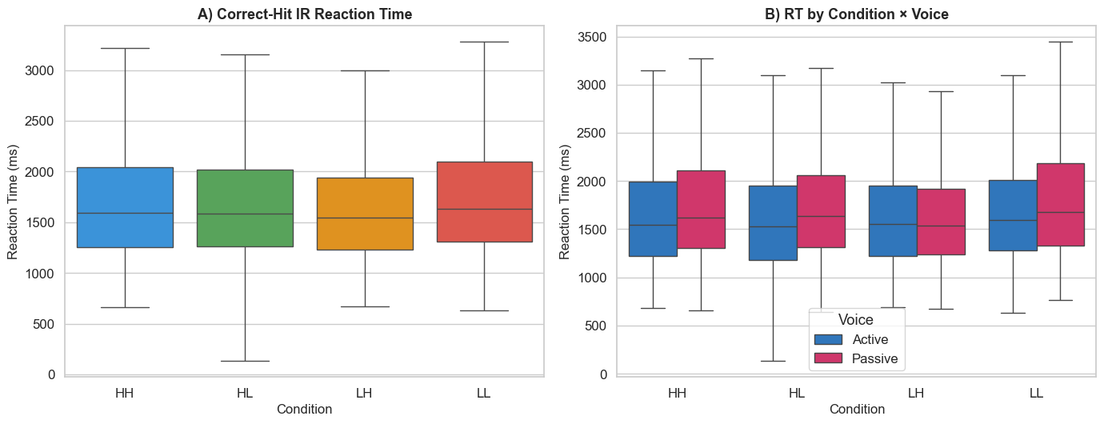 A) Correct-Hit IR Reaction Time
Reaction Time (ms)
3000
2500
2000
1500
1000
500
0
HH HL LH LL
Condition
B) RT by Condition × Voice
Reaction Time (ms)
3500
3000
2500
2000
1500
1000
500
0
Voice
Active
Passive
HH HL LH LL
Condition